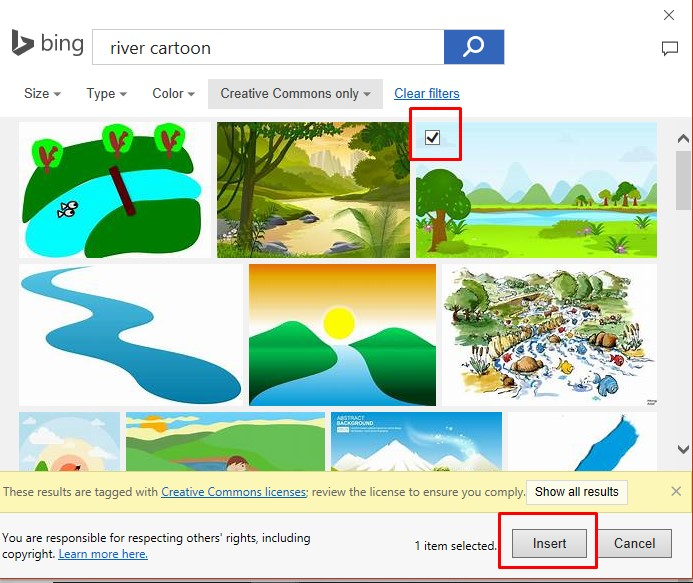 bing
river cartoon
Size Type Color Creative Commons only Clear filters
ABSTRACT
BACKGROUND
These results are tagged with Creative Commons licenses; review the license to ensure you comply. Show all results
You are responsible for respecting others' rights, including
copyright. Learn more here.
1 item selected. Insert Cancel